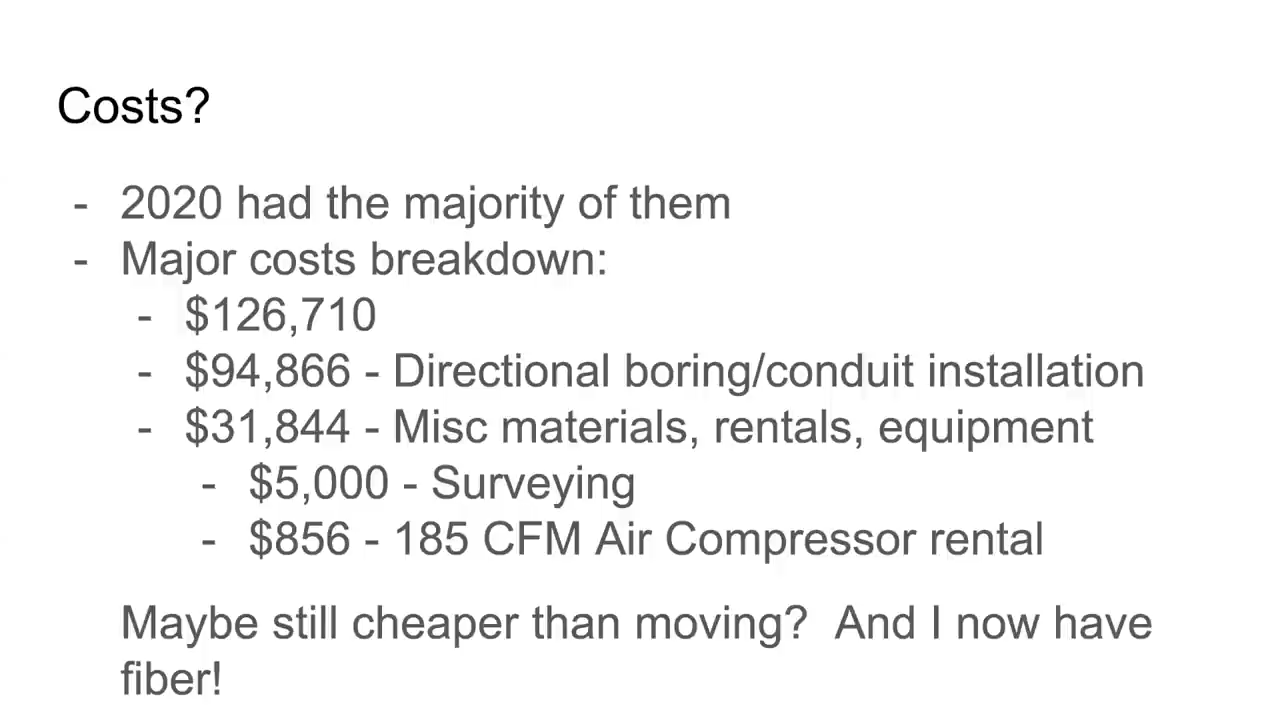 Costs?
- 2020 had the majority of them
- Major costs breakdown:
- $126,710
- $94,866 - Directional boring/conduit installation
- $31,844 - Misc materials, rentals, equipment
- $5,000 - Surveying
- $856 - 185 CFM Air Compressor rental
Maybe still cheaper than moving?  And I now have
fiber!